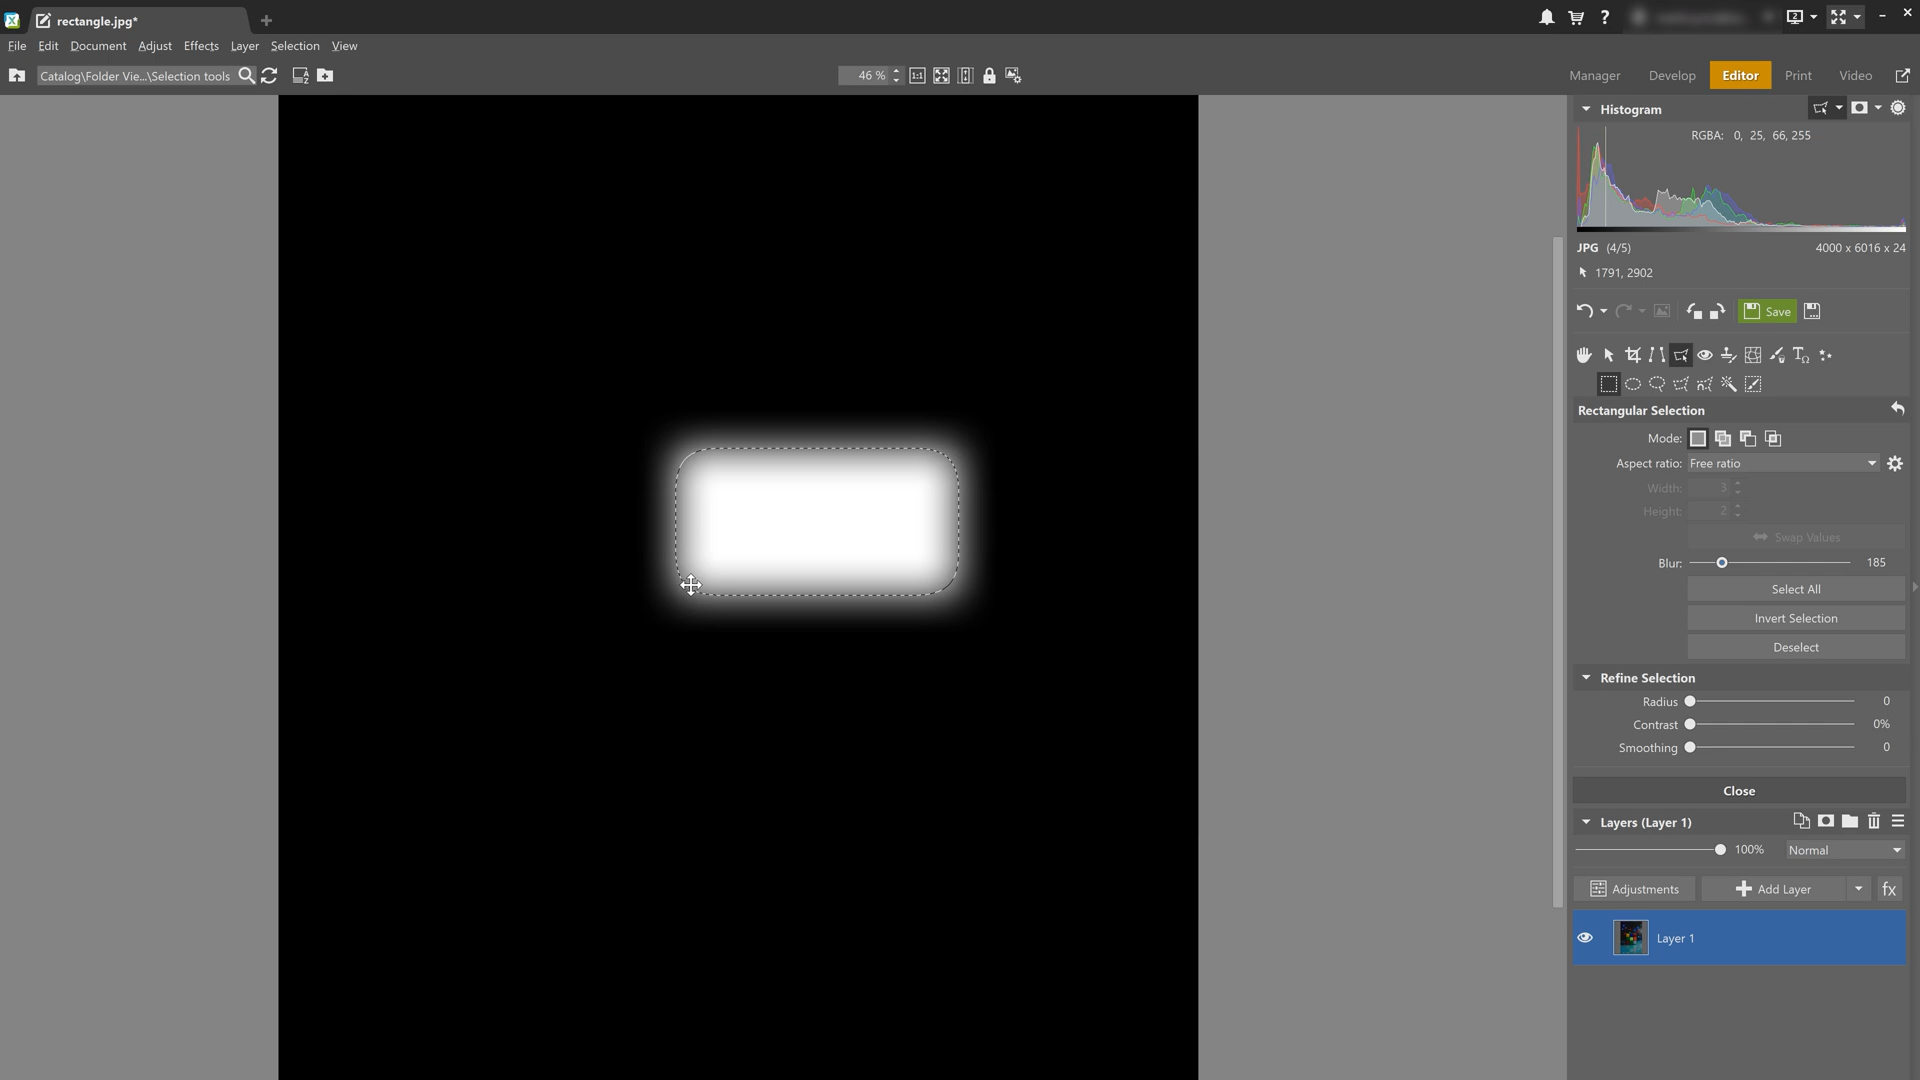 rectangle.jpg*
File Edit Document Adjust Effects Layer Selection View
Catalog\Folder Vie...\Selection tools
46 %
1:1
Manager Develop Editor Print Video
Histogram
RGBA: 0, 25, 66, 255
JPG (4/5) 4000 x 6016 x 24
1791, 2902
Save
Rectangular Selection
Mode:
Aspect ratio: Free ratio
Width: 3
Height: 2
Swap Values
Blur: 185
Select All
Invert Selection
Deselect
Refine Selection
Radius 0
Contrast 0%
Smoothing 0
Close
Layers (Layer 1)
100% Normal
Adjustments Add Layer fx
Layer 1